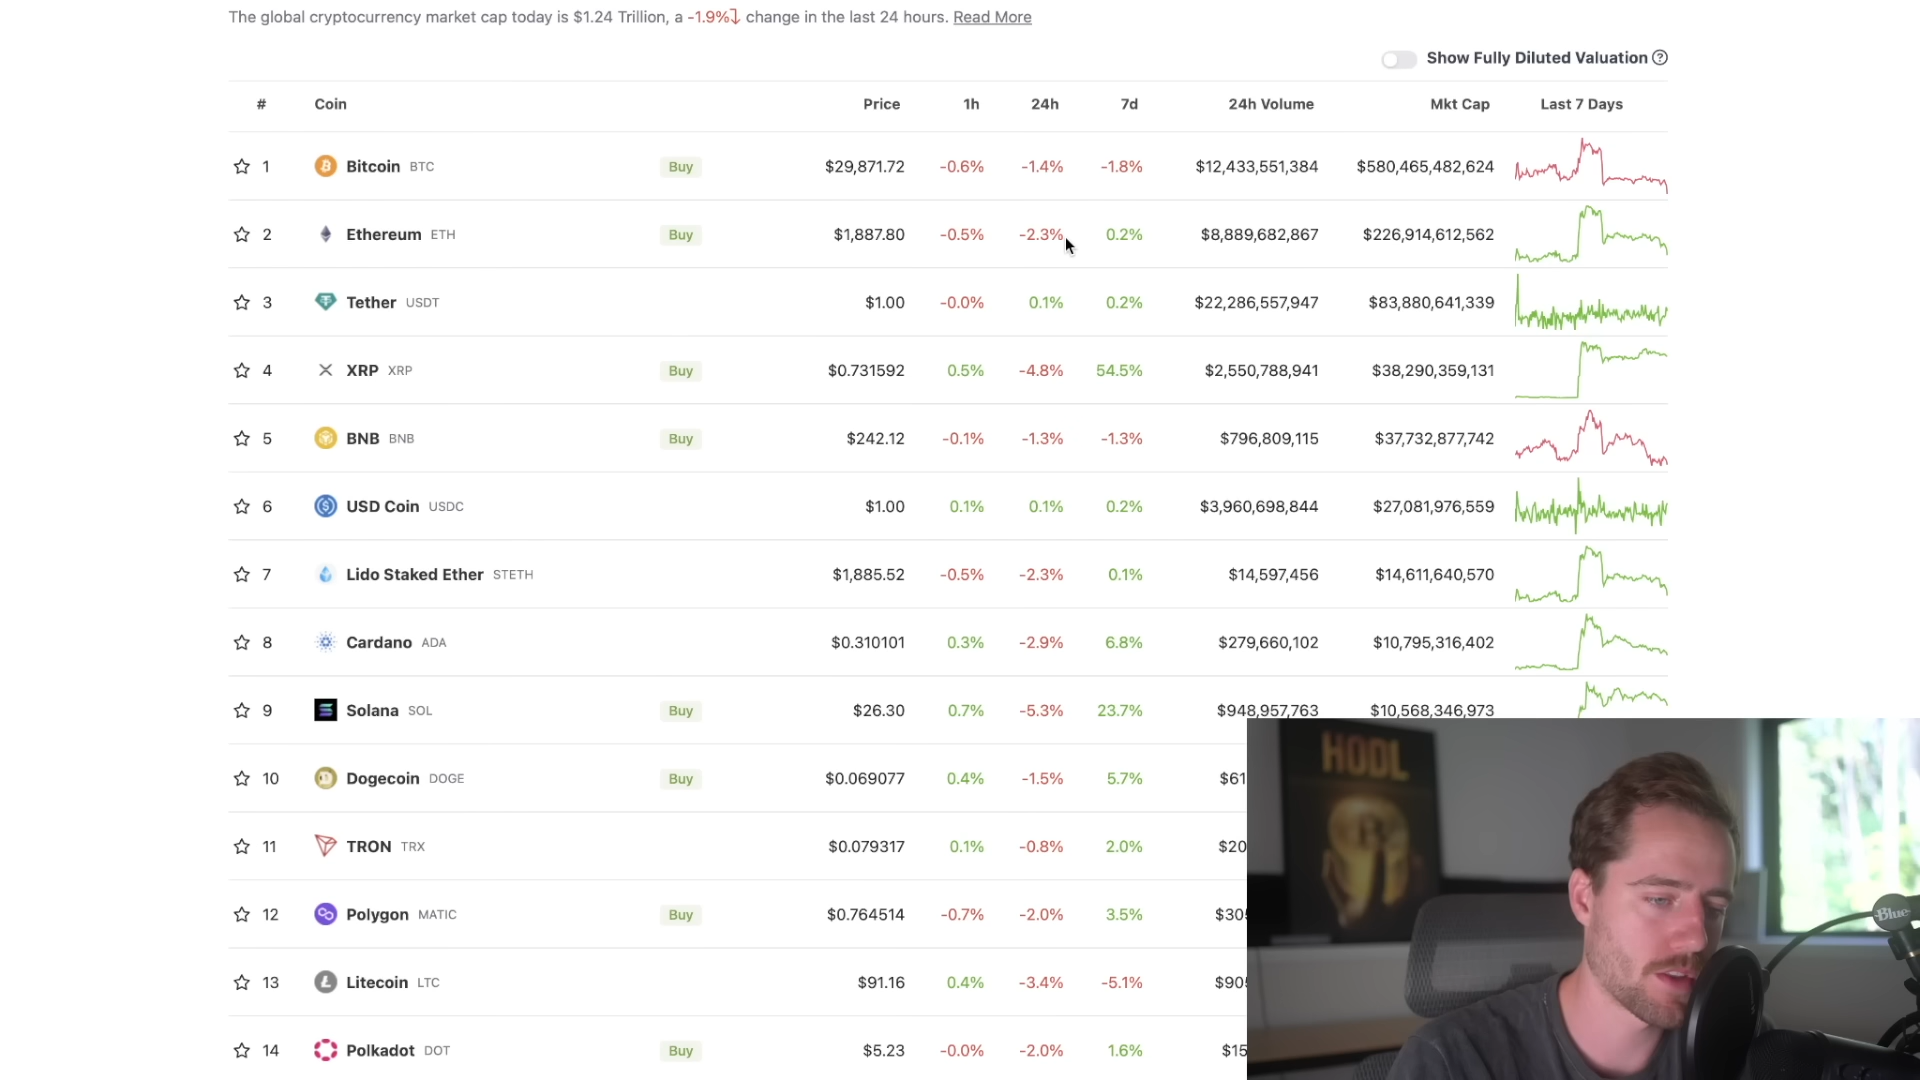 The global cryptocurrency market cap today is $1.24 Trillion, a -1.9% change in the last 24 hours. Read More
Show Fully Diluted Valuation ?
# Coin Price 1h 24h 7d 24h Volume Mkt Cap Last 7 Days
1 Bitcoin BTC Buy $29,871.72 -0.6% -1.4% -1.8% $12,433,551,384 $580,465,482,624
2 Ethereum ETH Buy $1,887.80 -0.5% -2.3% 0.2% $8,889,682,867 $226,914,612,562
3 Tether USDT $1.00 -0.0% 0.1% 0.2% $22,286,557,947 $83,880,641,339
4 XRP XRP Buy $0.731592 0.5% -4.8% 54.5% $2,550,788,941 $38,290,359,131
5 BNB BNB Buy $242.12 -0.1% -1.3% -1.3% $796,809,115 $37,732,877,742
6 USD Coin USDC $1.00 0.1% 0.1% 0.2% $3,960,698,844 $27,081,976,559
7 Lido Staked Ether STETH $1,885.52 -0.5% -2.3% 0.1% $14,597,456 $14,611,640,570
8 Cardano ADA $0.310101 0.3% -2.9% 6.8% $279,660,102 $10,795,316,402
9 Solana SOL Buy $26.30 0.7% -5.3% 23.7% $948,957,763 $10,568,346,973
10 Dogecoin DOGE Buy $0.069077 0.4% -1.5% 5.7% $61
11 TRON TRX $0.079317 0.1% -0.8% 2.0% $20
12 Polygon MATIC Buy $0.764514 -0.7% -2.0% 3.5% $30
13 Litecoin LTC $91.16 0.4% -3.4% -5.1% $90
14 Polkadot DOT Buy $5.23 -0.0% -2.0% 1.6% $15
HODL
Blue